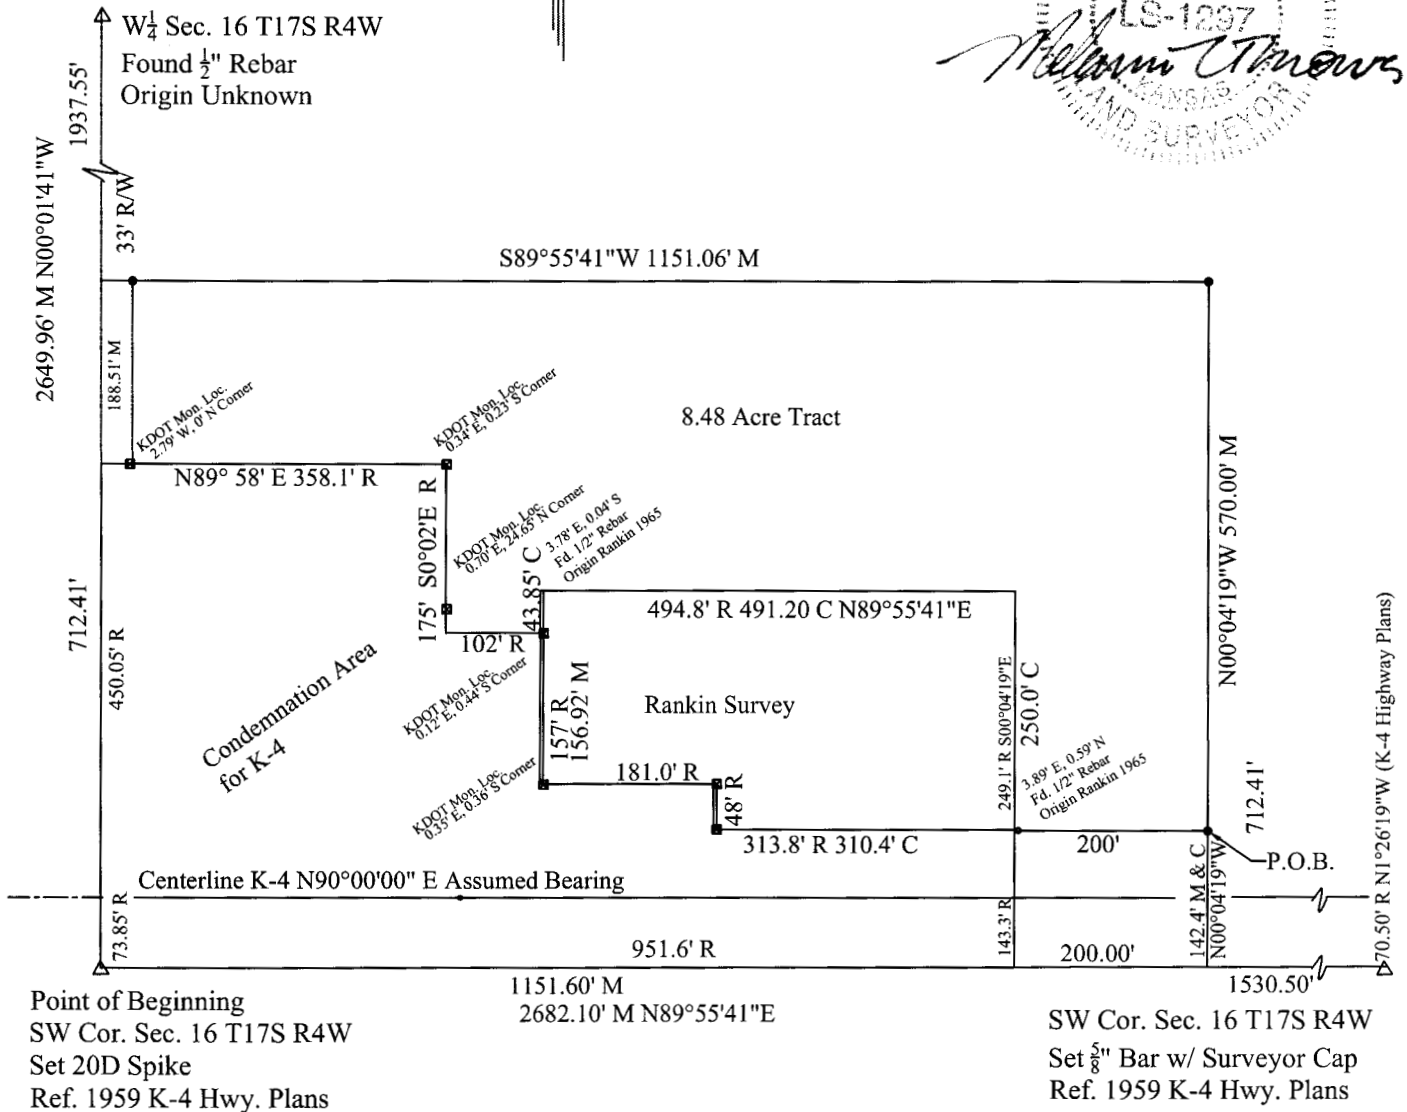 W¼ Sec. 16 T17S R4W
Found ½" Rebar
Origin Unknown
LS-1297
KANSAS
LAND SURVEYOR
1937.55'
2649.96' M N00°01'41"W
33' R/W
S89°55'41"W 1151.06' M
188.51' M
KDOT Mon. Loc.
2.79' W, 0' N Corner
KDOT Mon. Loc.
0.34' E, 0.23' S Corner
8.48 Acre Tract
N89° 58' E 358.1' R
175' S0°02'E R
KDOT Mon. Loc.
0.70' E, 24.65' N Corner
43.85' C
3.78' E, 0.04' S
Fd. 1/2" Rebar
Origin Rankin 1965
N00°04'19"W 570.00' M
494.8' R 491.20 C N89°55'41"E
102' R
712.41'
450.05' R
Condemnation Area
for K-4
KDOT Mon. Loc.
0.12' E, 0.44' S Corner
157' R
156.92' M
Rankin Survey
249.1' R S00°04'19"E
250.0' C
KDOT Mon. Loc.
0.35' E, 0.36' S Corner
181.0' R
48' R
3.89' E, 0.59' N
Fd. 1/2" Rebar
Origin Rankin 1965
712.41'
70.50' R N1°26'19"W (K-4 Highway Plans)
313.8' R 310.4' C
200'
P.O.B.
Centerline K-4 N90°00'00" E Assumed Bearing
73.85' R
143.3' R
142.4' M & C
N00°04'19"W
951.6' R
200.00'
1151.60' M
1530.50'
2682.10' M N89°55'41"E
Point of Beginning
SW Cor. Sec. 16 T17S R4W
Set 20D Spike
Ref. 1959 K-4 Hwy. Plans
SW Cor. Sec. 16 T17S R4W
Set ⅝" Bar w/ Surveyor Cap
Ref. 1959 K-4 Hwy. Plans